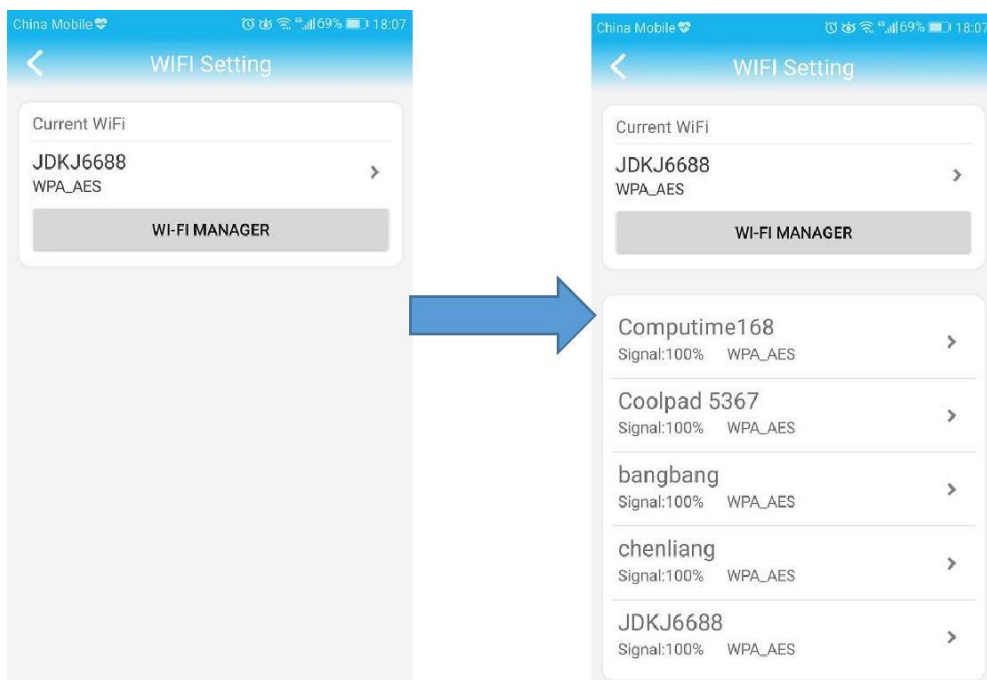 China Mobile 69% 18:07
WIFI Setting
Current WiFi
JDKJ6688
WPA_AES
WI-FI MANAGER
China Mobile 69% 18:07
WIFI Setting
Current WiFi
JDKJ6688
WPA_AES
WI-FI MANAGER
Computime168
Signal:100% WPA_AES
Coolpad 5367
Signal:100% WPA_AES
bangbang
Signal:100% WPA_AES
chenliang
Signal:100% WPA_AES
JDKJ6688
Signal:100% WPA_AES